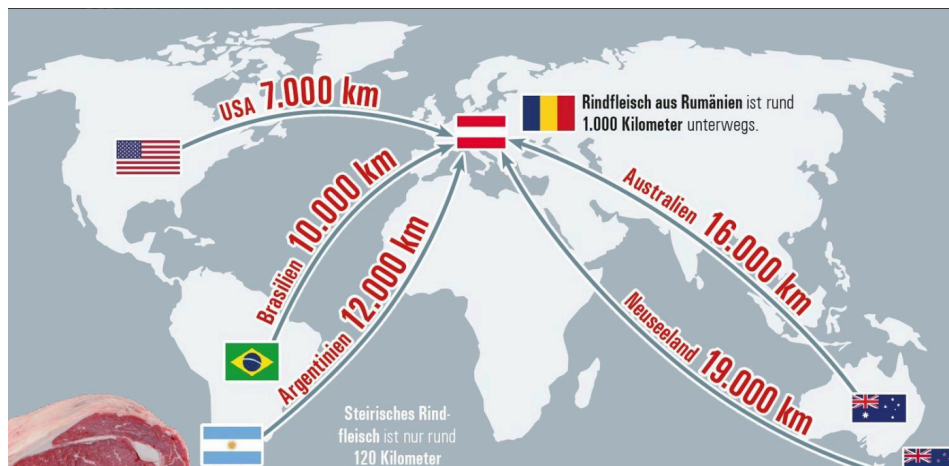 USA 7.000 km
Rindfleisch aus Rumänien ist rund
1.000 Kilometer unterwegs.
Brasilien 10.000 km
Argentinien 12.000 km
Australien 16.000 km
Neuseeland 19.000 km
Steirisches Rind-
fleisch ist nur rund
120 Kilometer